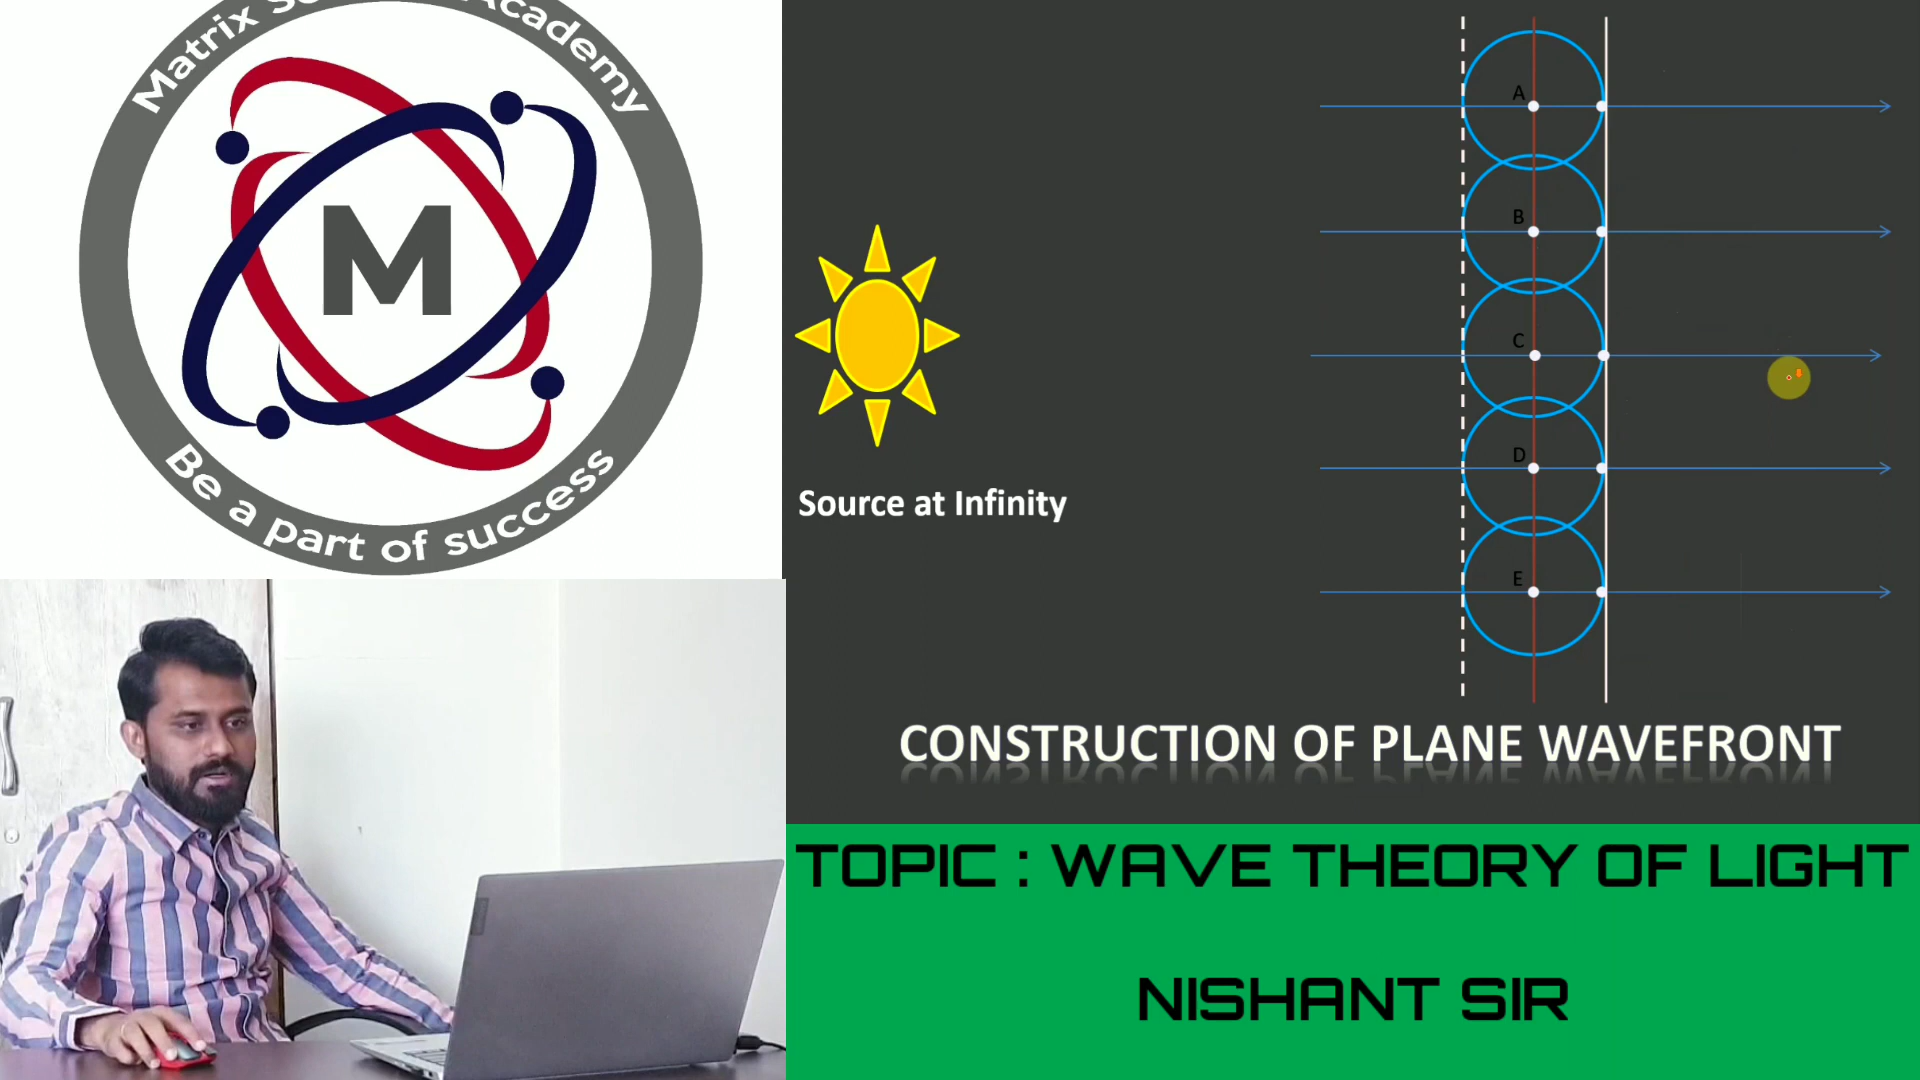 Matrix
Academy
M
Be a part of success
A
B
C
D
E
Source at Infinity
CONSTRUCTION OF PLANE WAVEFRONT
TOPIC : WAVE THEORY OF LIGHT
NISHANT SIR